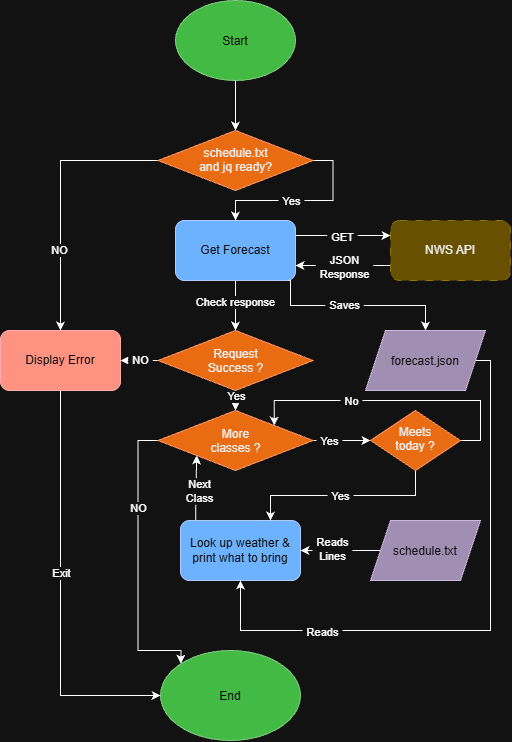 Start
schedule.txt
and jq ready?
Yes
NO
Get Forecast
GET
NWS API
JSON
Response
Check response
Saves
Display Error
NO
Request
Success ?
forecast.json
Yes
No
More
classes ?
Yes
Meets
today ?
Next
Class
Yes
NO
Look up weather &
print what to bring
Reads
Lines
schedule.txt
Exit
Reads
End